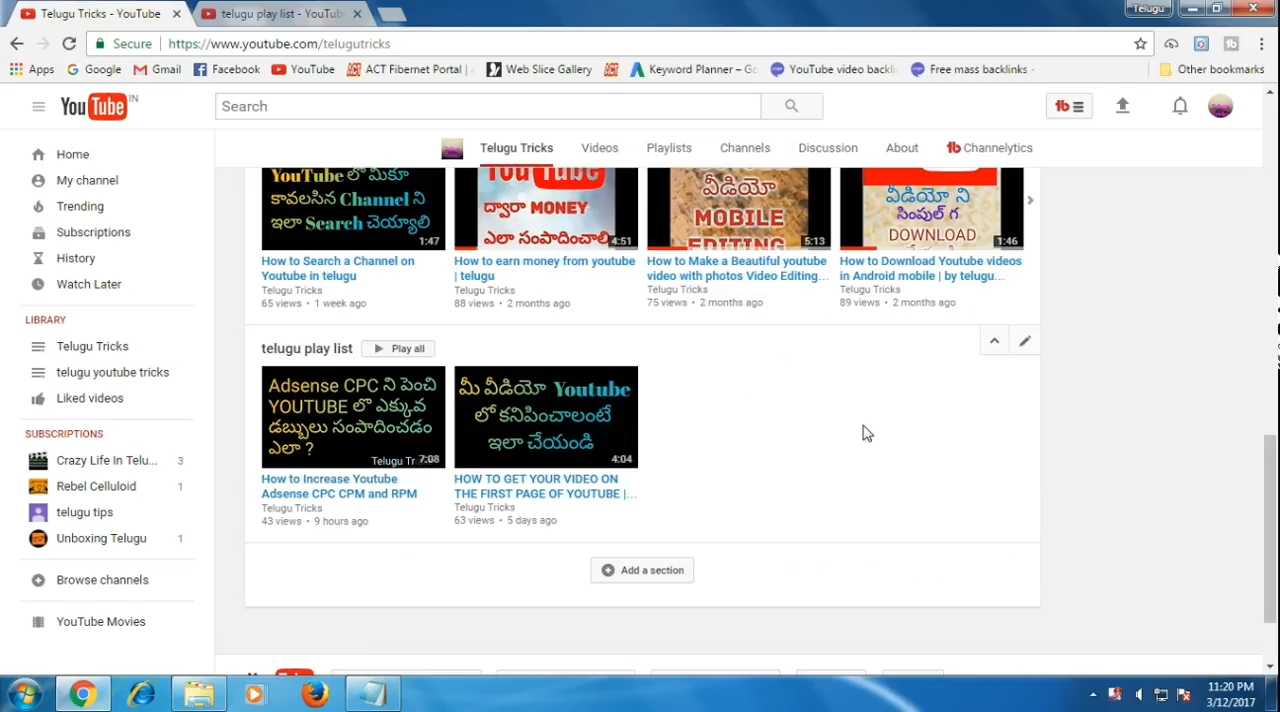 Telugu Tricks - YouTube
telugu play list - YouTub
Telugu
Secure
https://www.youtube.com/telugutricks
Apps
Google
Gmail
Facebook
YouTube
ACT Fibernet Portal |
Web Slice Gallery
Keyword Planner – Go
YouTube video backli
Free mass backlinks -
Other bookmarks
YouTube IN
Search
Telugu Tricks
Videos
Playlists
Channels
Discussion
About
Channelytics
Home
My channel
Trending
Subscriptions
History
Watch Later
LIBRARY
Telugu Tricks
telugu youtube tricks
Liked videos
SUBSCRIPTIONS
Crazy Life In Telu... 3
Rebel Celluloid 1
telugu tips
Unboxing Telugu 1
Browse channels
YouTube Movies
YouTube లో మీకూ
కావలసిన Channel ని
ఇలా Search చెయ్యాలి
1:47
How to Search a Channel on
Youtube in telugu
Telugu Tricks
65 views • 1 week ago
YouTube
ద్వారా MONEY
ఎలా సంపాదించాలి
4:51
How to earn money from youtube
| telugu
Telugu Tricks
88 views • 2 months ago
వీడియో
MOBILE
EDITING
5:13
How to Make a Beautiful youtube
video with photos Video Editing...
Telugu Tricks
75 views • 2 months ago
వీడియో ని
సింపుల్ గ
DOWNLOAD
1:46
How to Download Youtube videos
in Android mobile | by telugu...
Telugu Tricks
89 views • 2 months ago
telugu play list
Play all
Adsense CPC ని పెంచి
YOUTUBE లొ ఎక్కువ
డబ్బులు సంపాదించడం
ఎలా ?
Telugu Tr
7:08
How to Increase Youtube
Adsense CPC CPM and RPM
Telugu Tricks
43 views • 9 hours ago
మీ వీడియో Youtube
లో కనిపించాలంటే
ఇలా చేయండి
4:04
HOW TO GET YOUR VIDEO ON
THE FIRST PAGE OF YOUTUBE |...
Telugu Tricks
63 views • 5 days ago
Add a section
11:20 PM
3/12/2017